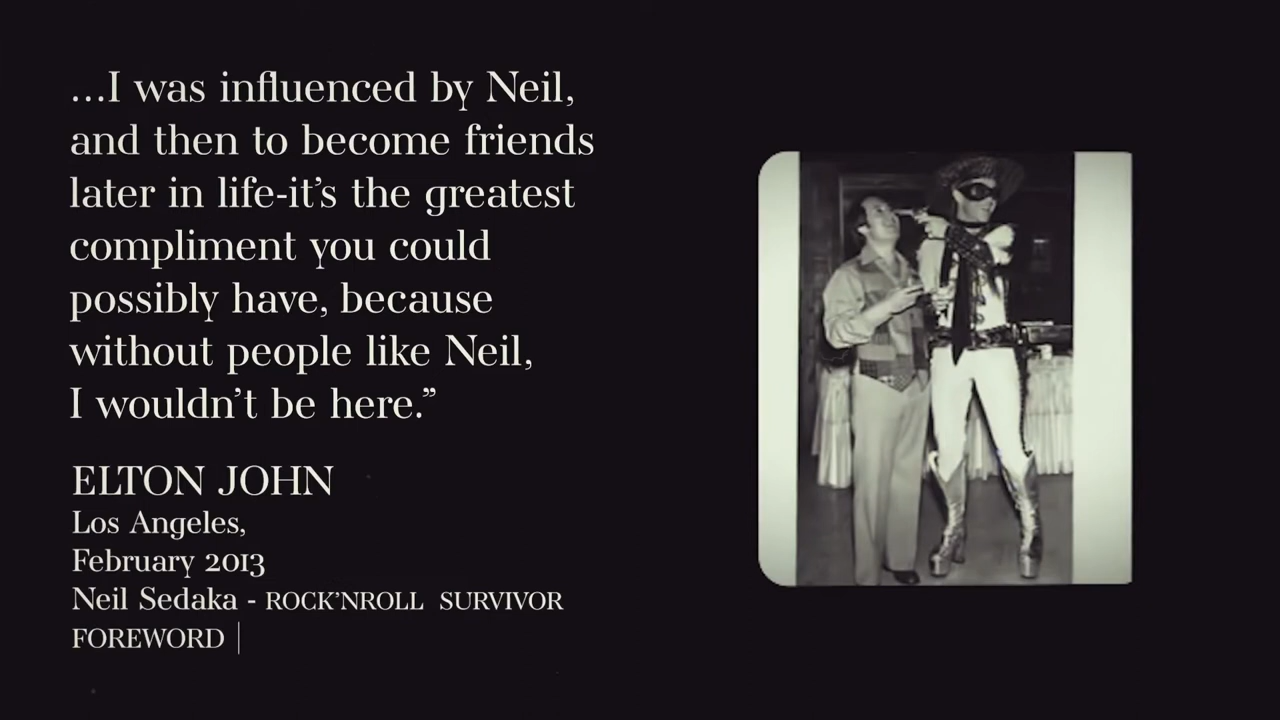 ...I was influenced by Neil,
and then to become friends
later in life-it's the greatest
compliment you could
possibly have, because
without people like Neil,
I wouldn't be here.”
ELTON JOHN
Los Angeles,
February 2013
Neil Sedaka - ROCK'NROLL SURVIVOR
FOREWORD |